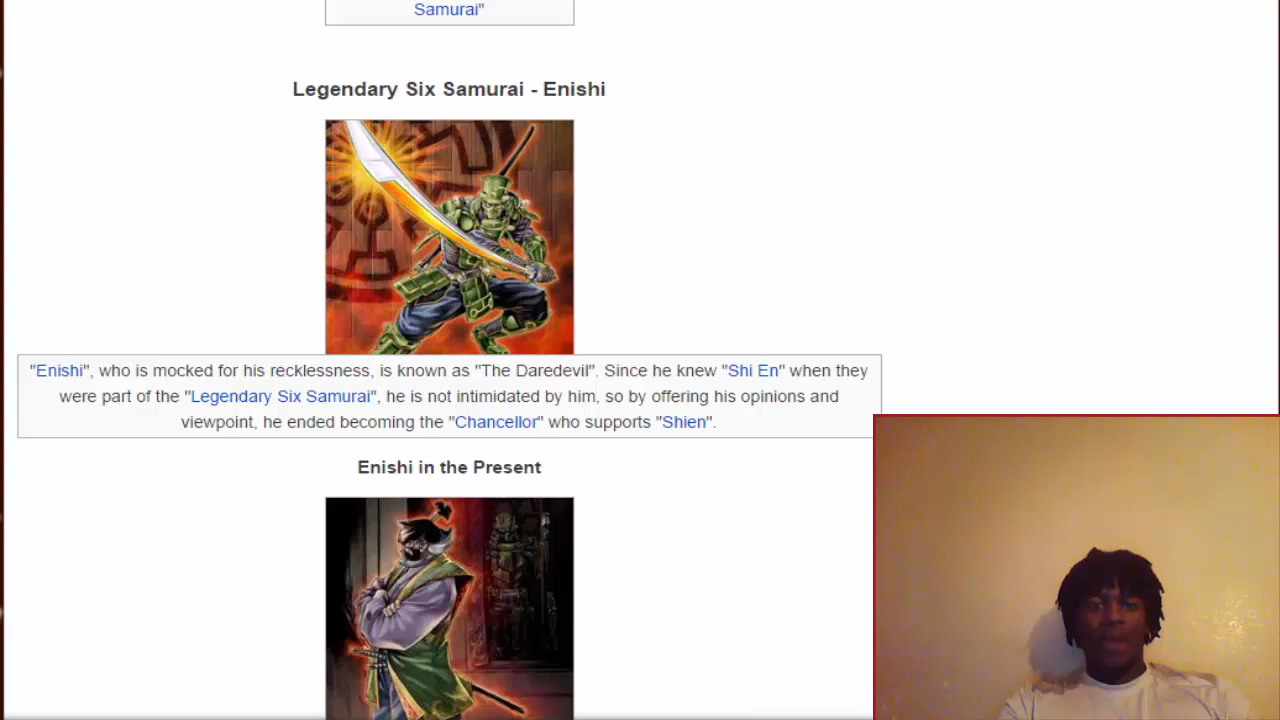 Samurai"
Legendary Six Samurai - Enishi
"Enishi", who is mocked for his recklessness, is known as "The Daredevil". Since he knew "Shi En" when they
were part of the "Legendary Six Samurai", he is not intimidated by him, so by offering his opinions and
viewpoint, he ended becoming the "Chancellor" who supports "Shien".
Enishi in the Present